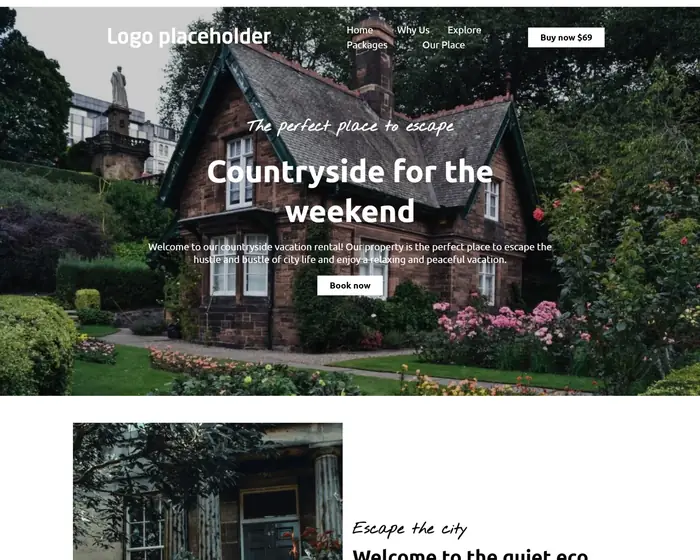 Logo placeholder
Home Why Us Explore
Packages Our Place
Buy now $69
The perfect place to escape
Countryside for the
weekend
Welcome to our countryside vacation rental! Our property is the perfect place to escape the
hustle and bustle of city life and enjoy a relaxing and peaceful vacation.
Book now
Escape the city
Welcome to the quiet eco